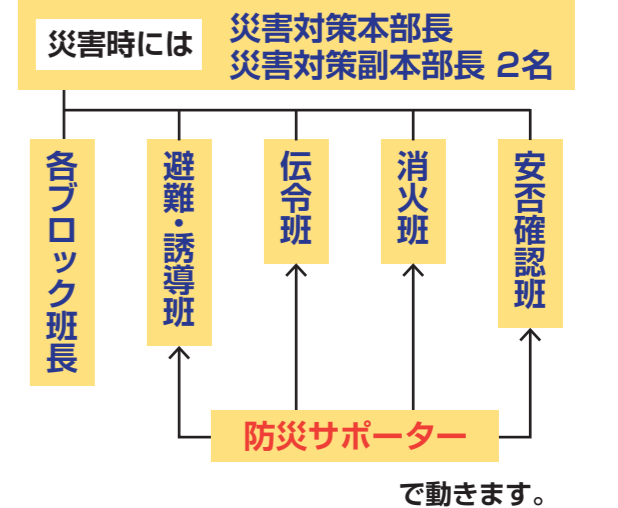 災害時には
災害対策本部長
災害対策副本部長 2名
各ブロック班長
避難・誘導班
伝令班
消火班
安否確認班
防災サポーター
で動きます。